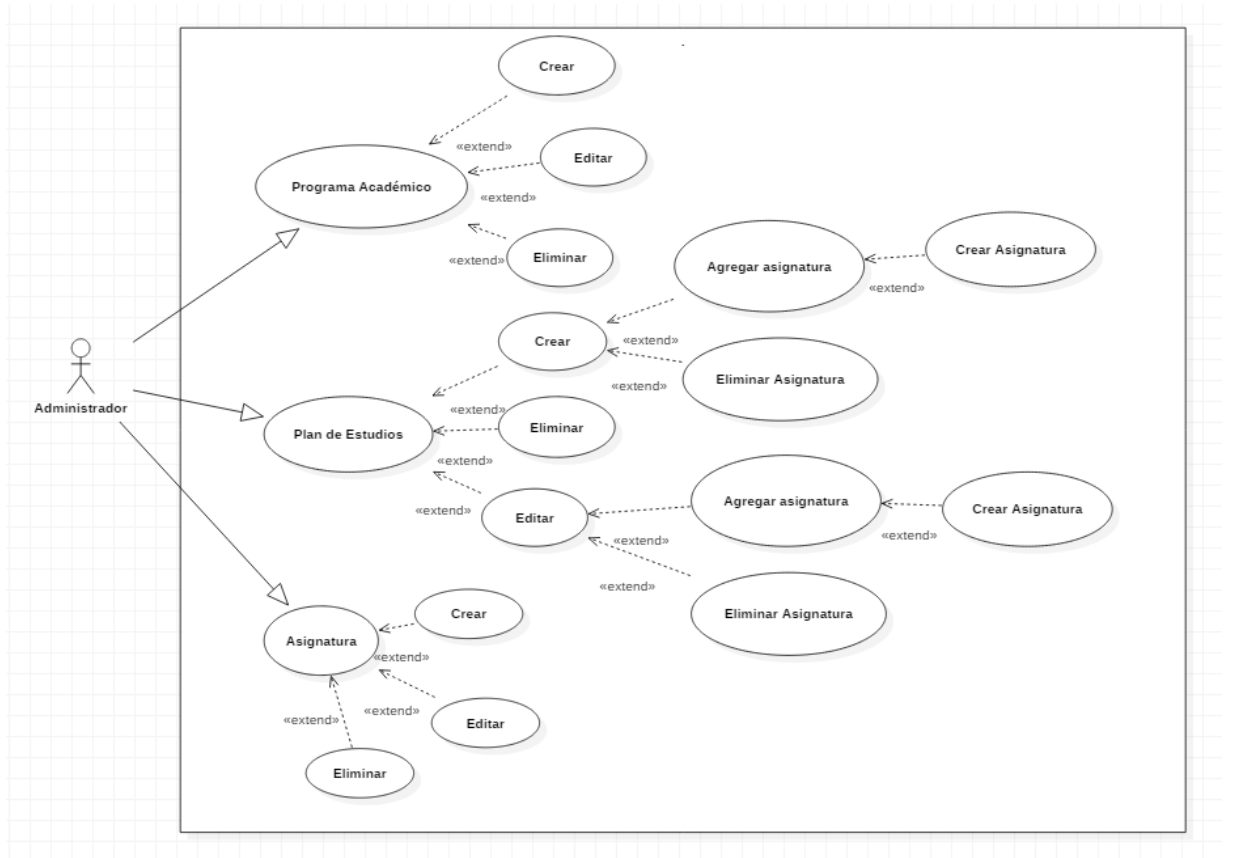 Crear
«extend»
Editar
Programa Académico
«extend»
Eliminar
«extend»
Agregar asignatura
Crear Asignatura
«extend»
Crear
«extend»
Eliminar Asignatura
«extend»
Administrador
«extend»
Eliminar
Plan de Estudios
«extend»
Editar
«extend»
Agregar asignatura
Crear Asignatura
«extend»
«extend»
«extend»
Eliminar Asignatura
Crear
Asignatura
«extend»
Editar
«extend»
«extend»
Eliminar